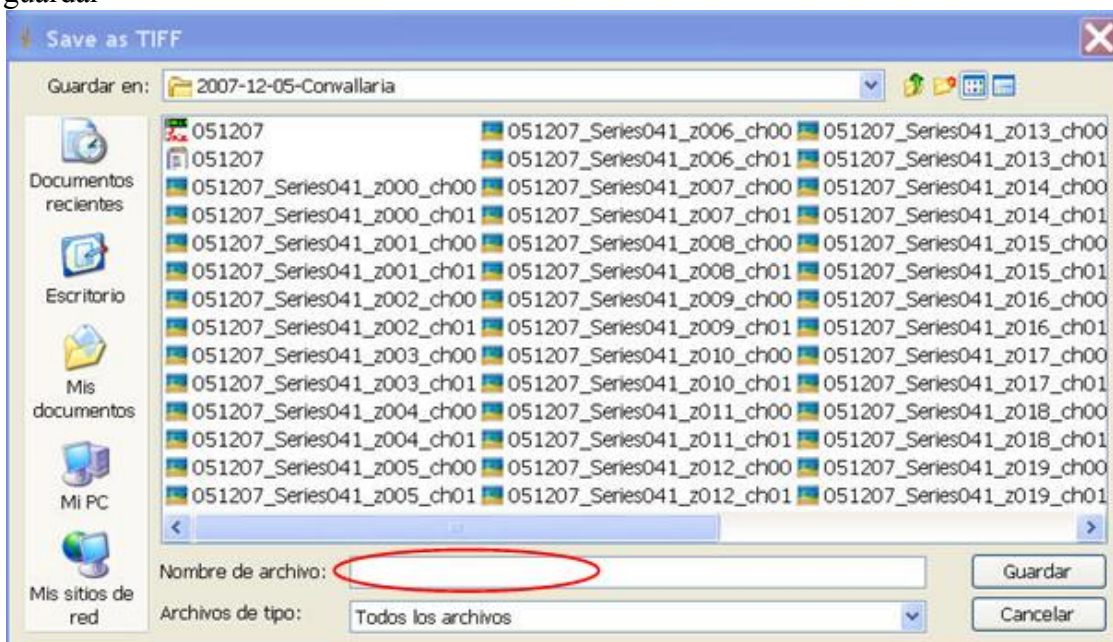 guardar
Save as TIFF
Guardar en: 2007-12-05-Convallaria
Documentos
recientes
Escritorio
Mis
documentos
Mi PC
Mis sitios de
red
051207
051207
051207_Series041_z000_ch00
051207_Series041_z000_ch01
051207_Series041_z001_ch00
051207_Series041_z001_ch01
051207_Series041_z002_ch00
051207_Series041_z002_ch01
051207_Series041_z003_ch00
051207_Series041_z003_ch01
051207_Series041_z004_ch00
051207_Series041_z004_ch01
051207_Series041_z005_ch00
051207_Series041_z005_ch01
051207_Series041_z006_ch00
051207_Series041_z006_ch01
051207_Series041_z007_ch00
051207_Series041_z007_ch01
051207_Series041_z008_ch00
051207_Series041_z008_ch01
051207_Series041_z009_ch00
051207_Series041_z009_ch01
051207_Series041_z010_ch00
051207_Series041_z010_ch01
051207_Series041_z011_ch00
051207_Series041_z011_ch01
051207_Series041_z012_ch00
051207_Series041_z012_ch01
051207_Series041_z013_ch00
051207_Series041_z013_ch01
051207_Series041_z014_ch00
051207_Series041_z014_ch01
051207_Series041_z015_ch00
051207_Series041_z015_ch01
051207_Series041_z016_ch00
051207_Series041_z016_ch01
051207_Series041_z017_ch00
051207_Series041_z017_ch01
051207_Series041_z018_ch00
051207_Series041_z018_ch01
051207_Series041_z019_ch00
051207_Series041_z019_ch01
Nombre de archivo:
Guardar
Archivos de tipo: Todos los archivos
Cancelar